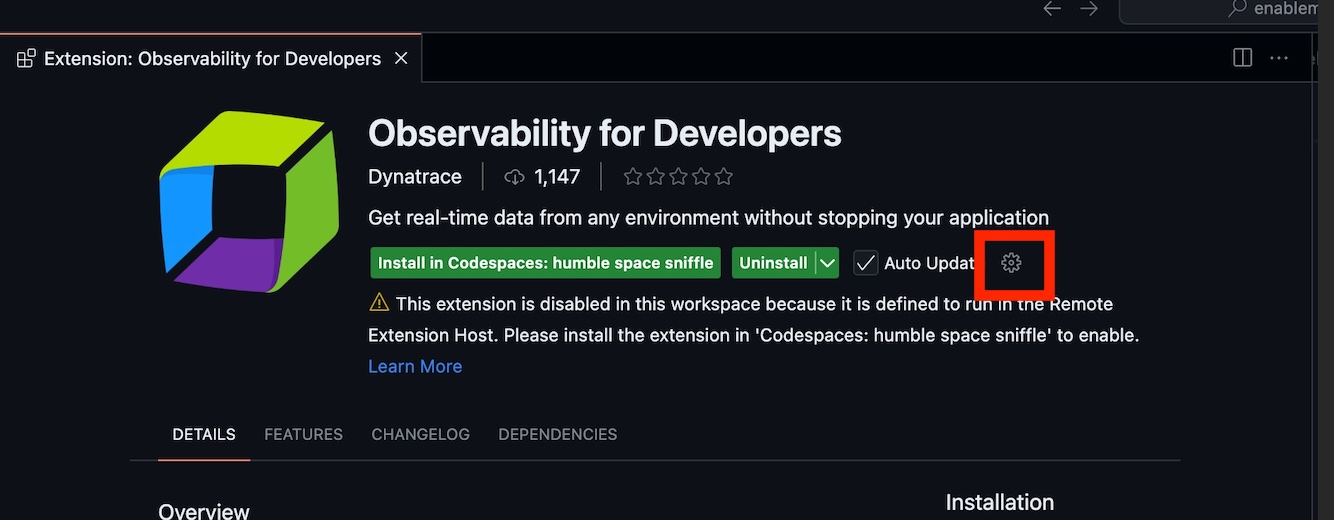 enablem
Extension: Observability for Developers
Observability for Developers
Dynatrace 1,147
Get real-time data from any environment without stopping your application
Install in Codespaces: humble space sniffle Uninstall Auto Updat
This extension is disabled in this workspace because it is defined to run in the Remote
Extension Host. Please install the extension in 'Codespaces: humble space sniffle' to enable.
Learn More
DETAILS FEATURES CHANGELOG DEPENDENCIES
Overview
Installation